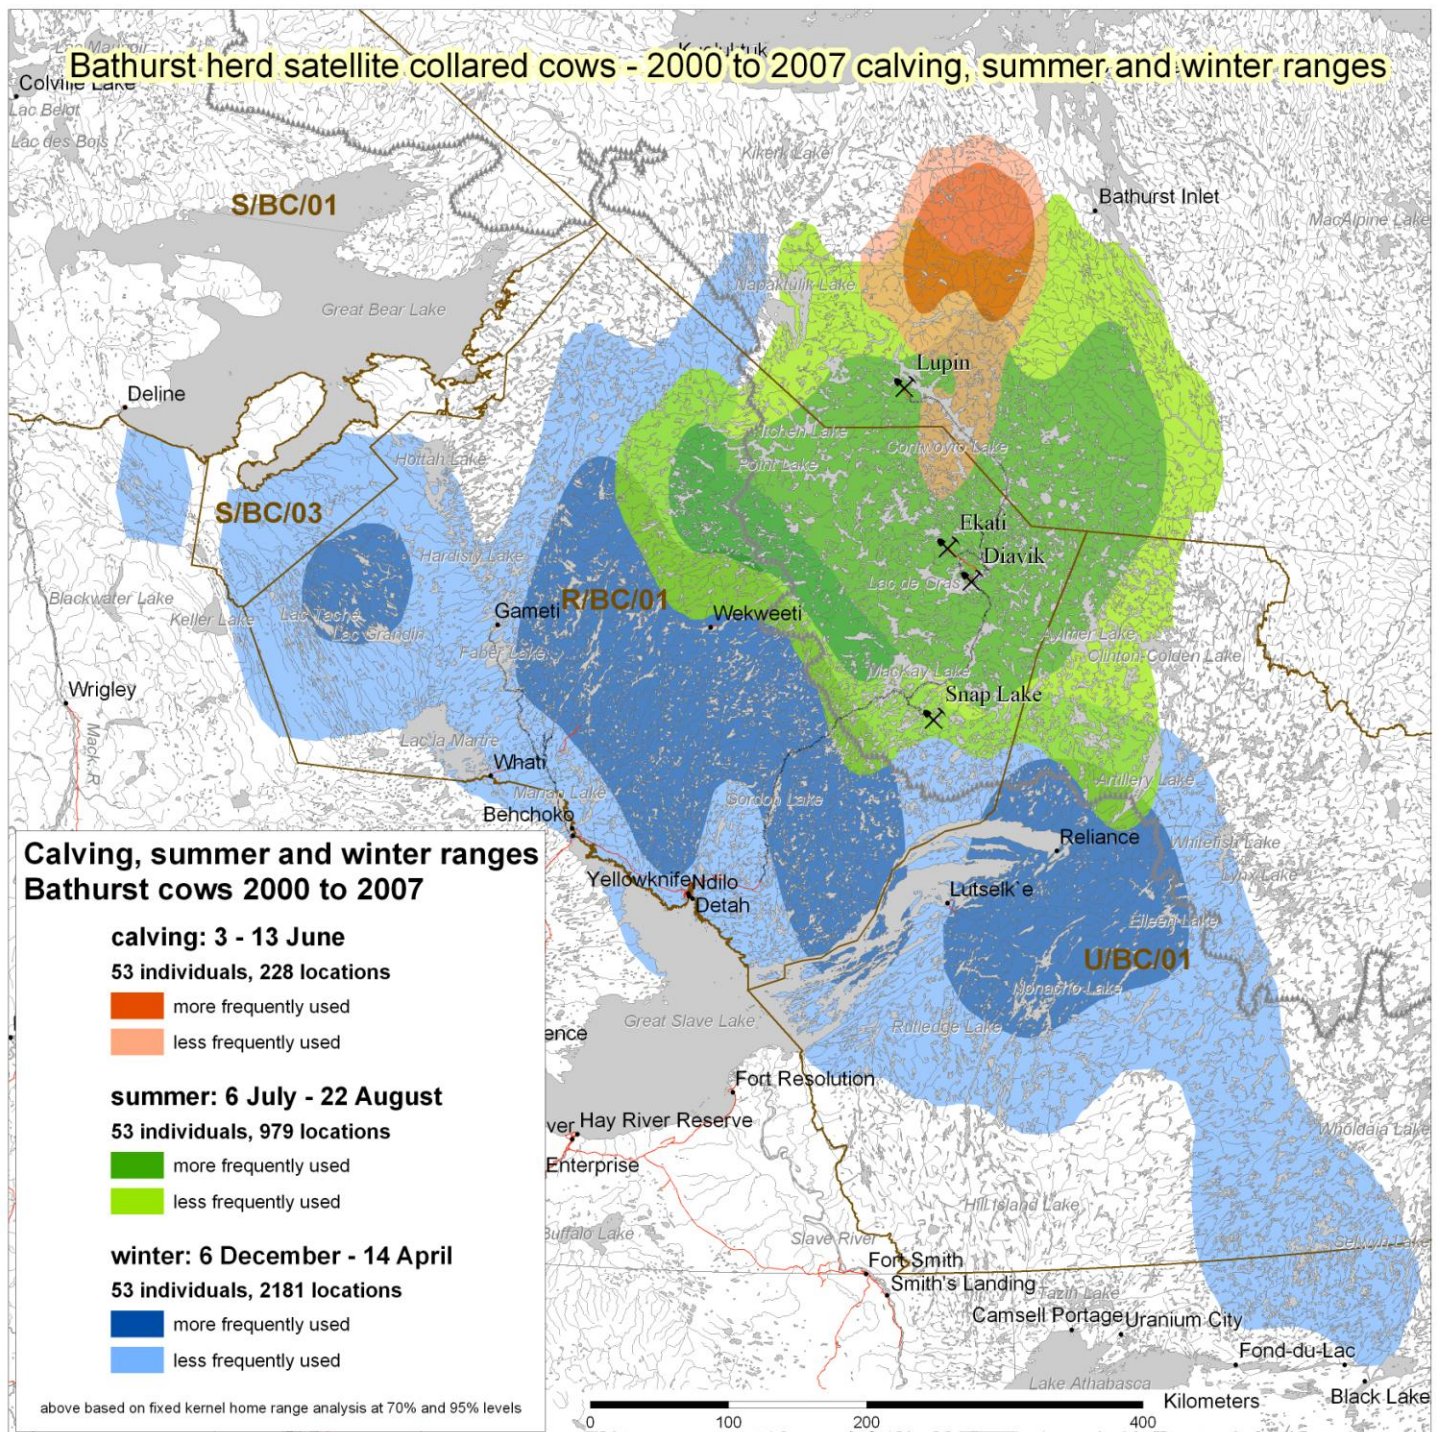 Lac Maunoir
Kugluktuk
Bathurst herd satellite collared cows - 2000 to 2007 calving, summer and winter ranges
Colville Lake
Lac Belot
Lac des Bois
Kikerk Lake
S/BC/01
Bathurst Inlet
MacAlpine Lake
Napaktulik Lake
Great Bear Lake
Lupin
Deline
Itchen Lake
Contwoyto Lake
Hottah Lake
Point Lake
S/BC/03
Ekati
Hardisty Lake
Diavik
Lac de Gras
Blackwater Lake
R/BC/01
Gameti
Wekweeti
Keller Lake
Lac Tache
Lac Grandin
Aylmer Lake
Faber Lake
Clinton-Colden Lake
MacKay Lake
Wrigley
Snap Lake
Mack. R
Lac la Martre
Whati
Artillery Lake
Marian Lake
Gordon Lake
Behchoko
Reliance
Whitefish Lake
Lynx Lake
Yellowknife
Ndilo
Detah
Lutselk`e
Eileen Lake
U/BC/01
Nonacho Lake
Great Slave Lake
Rutledge Lake
ence
Fort Resolution
ver
Hay River Reserve
Wholdaia Lake
Enterprise
Hill Island Lake
Buffalo Lake
Slave River
Selwyn Lake
Fort Smith
Smith's Landing
Tazin Lake
Camsell Portage
Uranium City
Fond-du-Lac
Lake Athabasca
Black Lake
Calving, summer and winter ranges
Bathurst cows 2000 to 2007
calving: 3 - 13 June
53 individuals, 228 locations
more frequently used
less frequently used
summer: 6 July - 22 August
53 individuals, 979 locations
more frequently used
less frequently used
winter: 6 December - 14 April
53 individuals, 2181 locations
more frequently used
less frequently used
above based on fixed kernel home range analysis at 70% and 95% levels
Kilometers
0 100 200 400